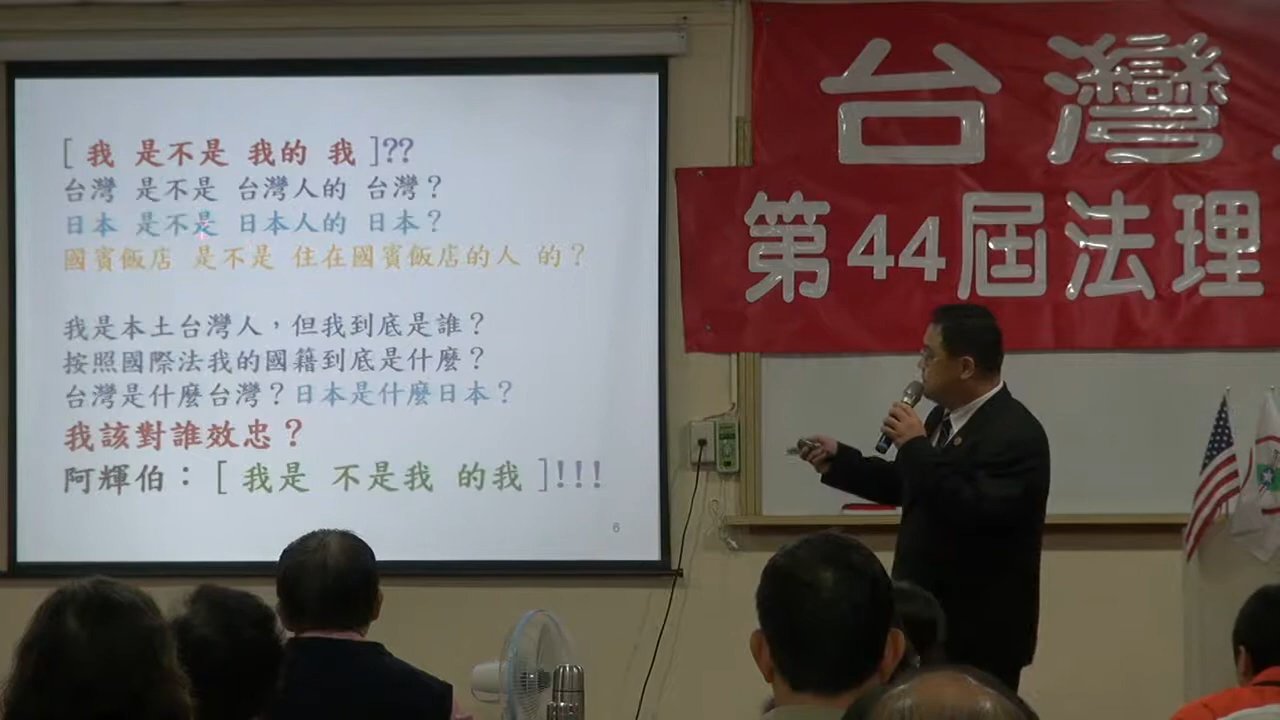 [ 我 是不是 我的 我 ]??
台灣 是不是 台灣人的 台灣？
日本 是不是 日本人的 日本？
國賓飯店 是不是 住在國賓飯店的人 的？
我是本土台灣人，但我到底是誰？
按照國際法我的國籍到底是什麼？
台灣是什麼台灣？日本是什麼日本？
我該對誰效忠？
阿輝伯： [ 我是 不是我 的我 ]!!!
6
台灣
第44屆法理